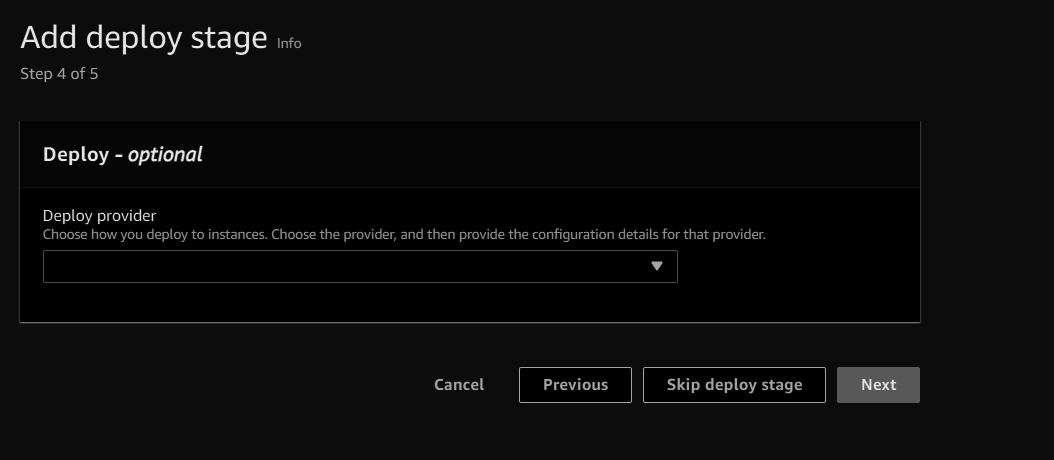 Add deploy stage Info
Step 4 of 5
Deploy - optional
Deploy provider
Choose how you deploy to instances. Choose the provider, and then provide the configuration details for that provider.
Cancel Previous Skip deploy stage Next